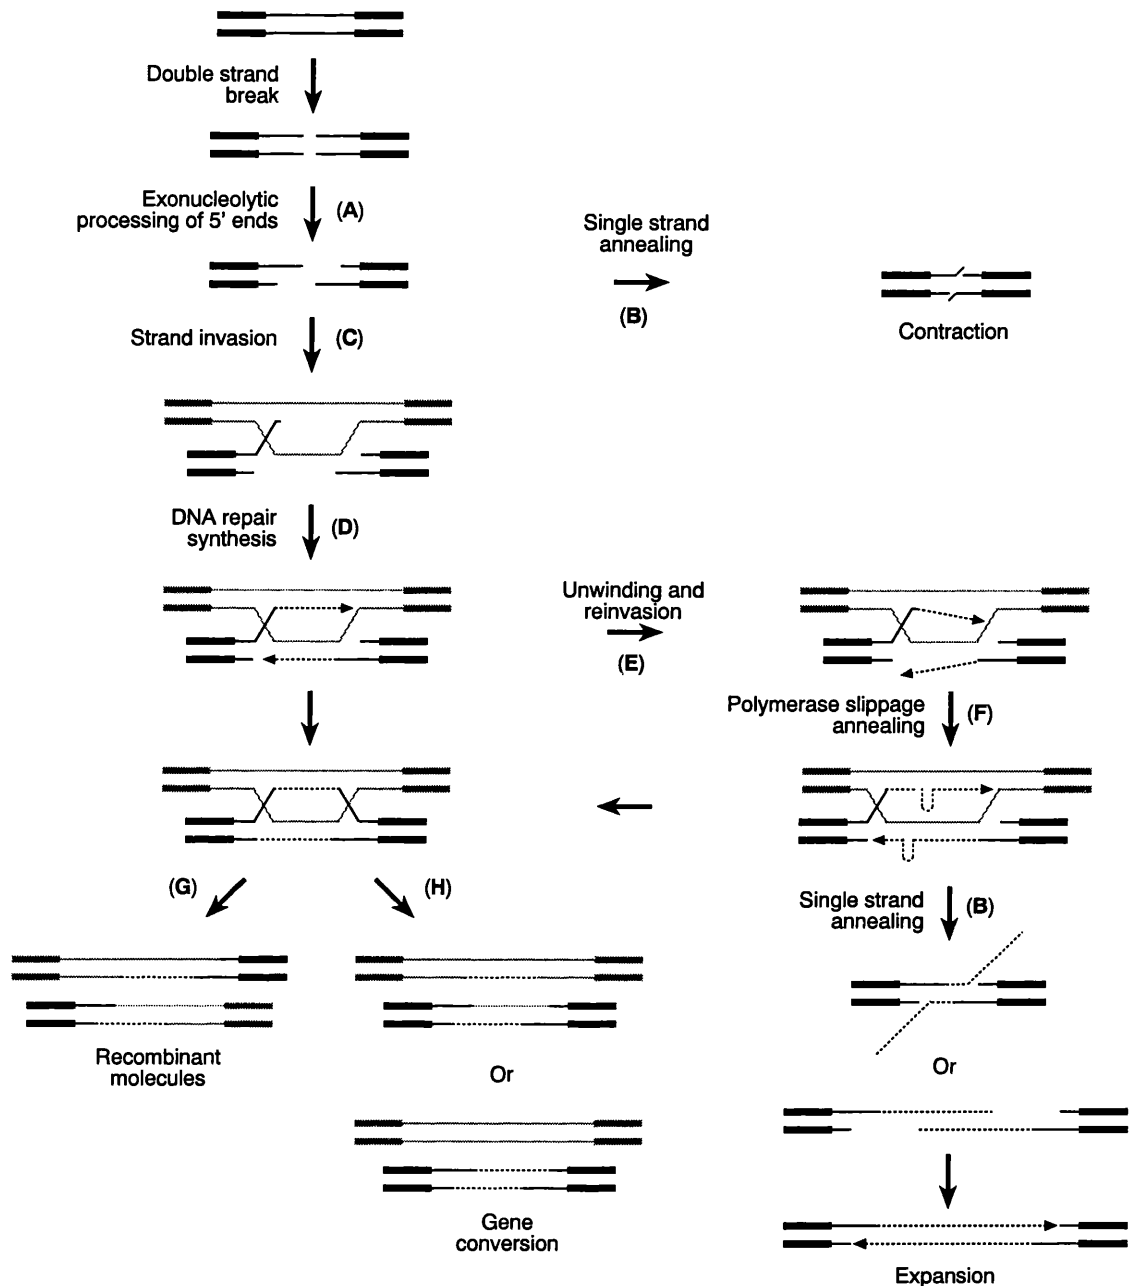 Double strand
break
Exonucleolytic
processing of 5' ends
(A)
Single strand
annealing
(B)
Contraction
Strand invasion
(C)
DNA repair
synthesis
(D)
Unwinding and
reinvasion
(E)
Polymerase slippage
annealing
(F)
(G)
(H)
Single strand
annealing
(B)
Recombinant
molecules
Or
Or
Gene
conversion
Expansion